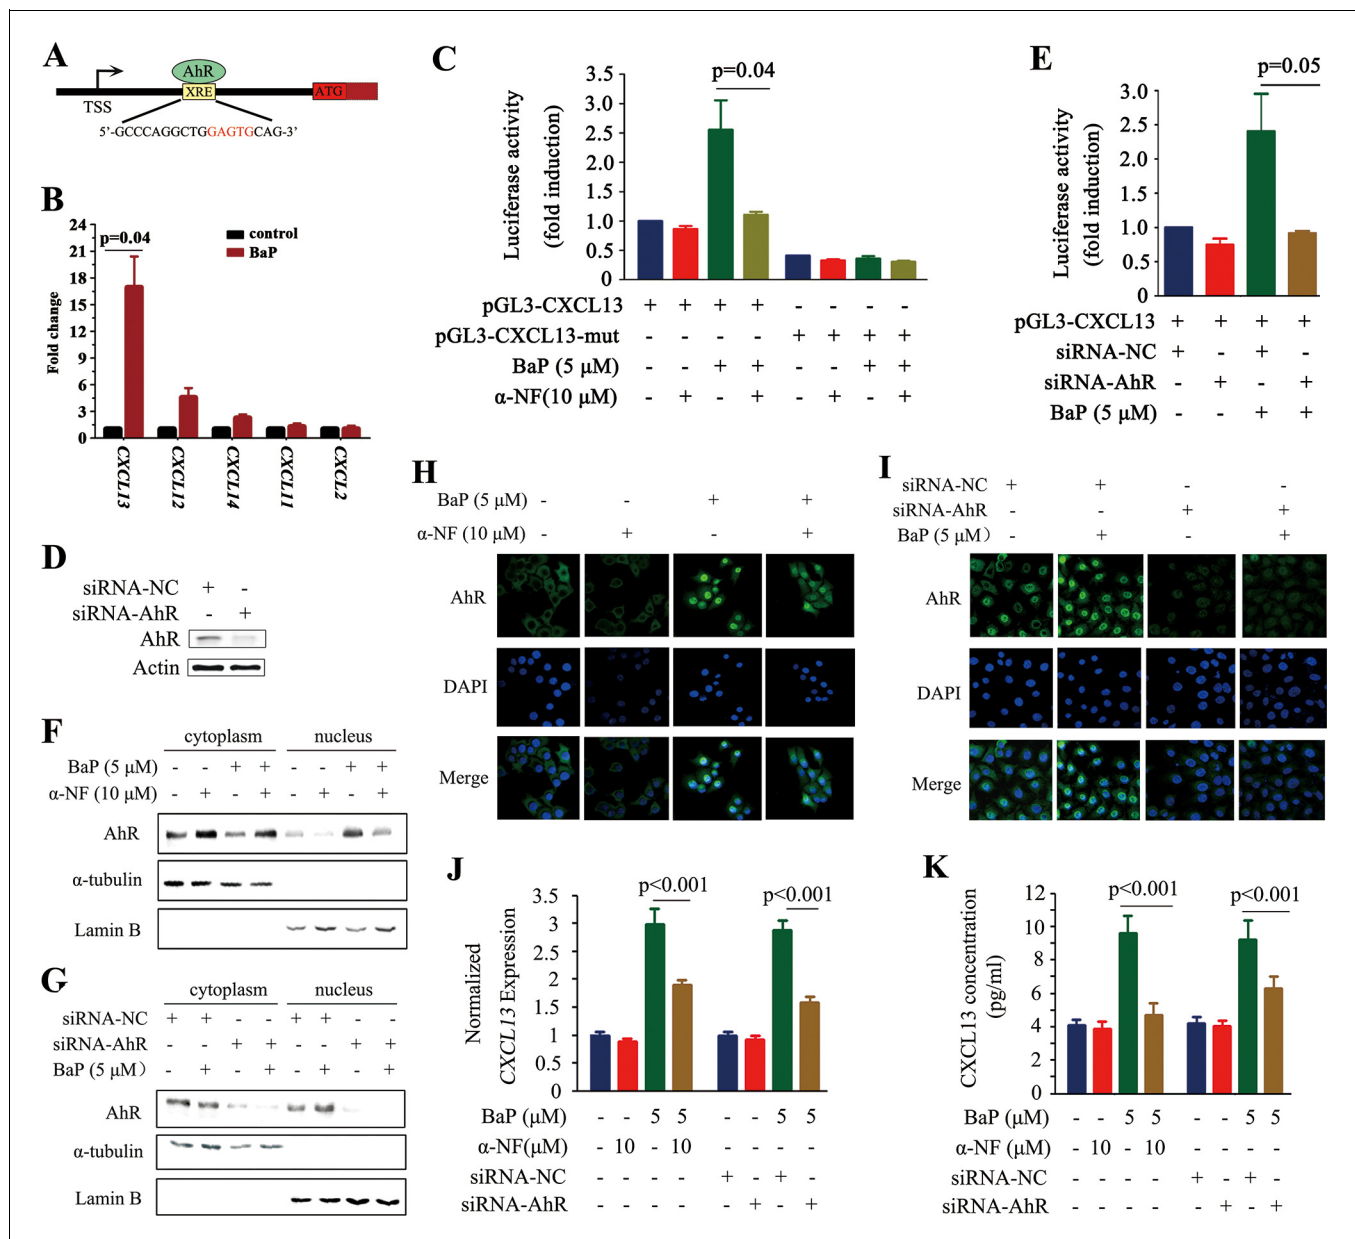 A
AhR
XRE
ATG
TSS
5’-GCCCAGGCTGGAGTGCAG-3’
B
24
21
18
15
12
9
6
3
0
Fold change
p=0.04
control
BaP
CXCL13
CXCL12
CXCL14
CXCL11
CXCL2
C
Luciferase activity
(fold induction)
3.5
3.0
2.5
2.0
1.5
1.0
0.5
0
p=0.04
pGL3-CXCL13 + + + + - - - -
pGL3-CXCL13-mut - - - - + + + +
BaP (5 μM) - - + + - - + +
α-NF(10 μM) - + - + - + - +
D
siRNA-NC + -
siRNA-AhR - +
AhR
Actin
E
Luciferase activity
(fold induction)
3.0
2.5
2.0
1.5
1.0
0.5
0
p=0.05
pGL3-CXCL13 + + + +
siRNA-NC + - + -
siRNA-AhR - + - +
BaP (5 μM) - - + +
F
cytoplasm nucleus
BaP (5 μM) - - + + - - + +
α-NF (10 μM) - + - + - + - +
AhR
α-tubulin
Lamin B
G
cytoplasm nucleus
siRNA-NC + + - - + + - -
siRNA-AhR - - + + - - + +
BaP (5 μM) - + - + - + - +
AhR
α-tubulin
Lamin B
H
BaP (5 μM) - - + +
α-NF (10 μM) - + - +
AhR
DAPI
Merge
I
siRNA-NC + + - -
siRNA-AhR - - + +
BaP (5 μM) - + - +
AhR
DAPI
Merge
J
Normalized
CXCL13 Expression
3.5
3
2.5
2
1.5
1
0.5
0
p<0.001
p<0.001
BaP (μM) - - 5 5 - - 5 5
α-NF(μM) - 10 - 10 - - - -
siRNA-NC - - - - + - + -
siRNA-AhR - - - - - + - +
K
CXCL13 concentration
(pg/ml)
12
10
8
6
4
2
0
p<0.001
p<0.001
BaP (μM) - - 5 5 - - 5 5
α-NF (μM) - 10 - 10 - - - -
siRNA-NC - - - - + - + -
siRNA-AhR - - - - - + - +